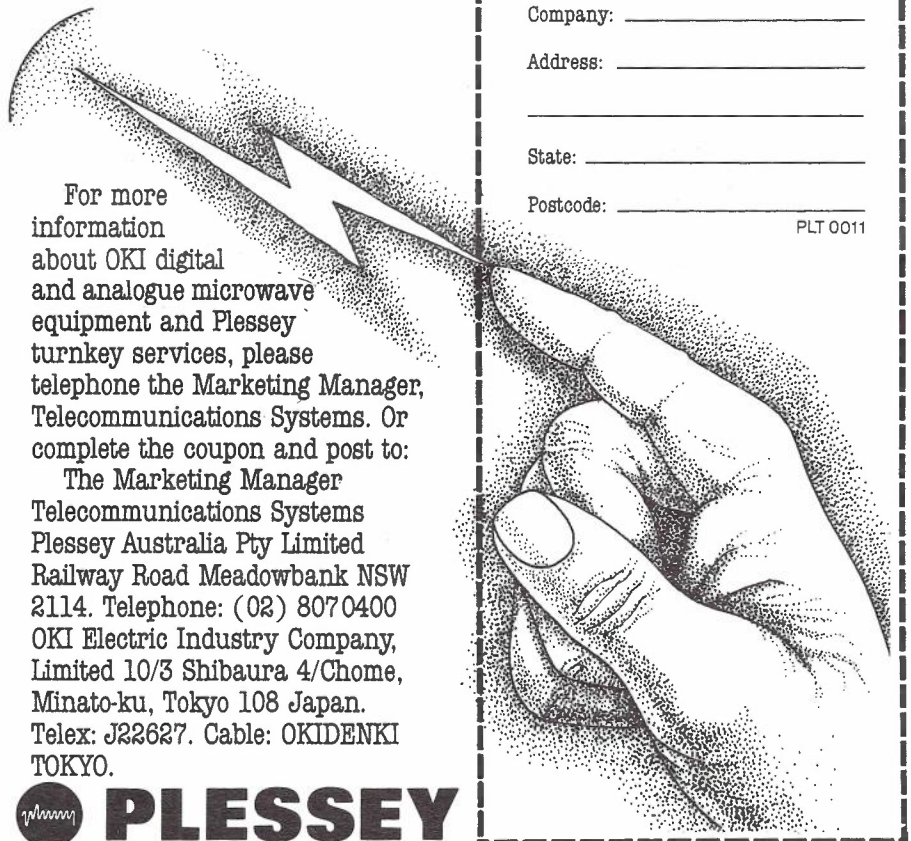 Company:
Address:
State:
Postcode:
PLT 0011
For more
information
about OKI digital
and analogue microwave
equipment and Plessey
turnkey services, please
telephone the Marketing Manager,
Telecommunications Systems. Or
complete the coupon and post to:
The Marketing Manager
Telecommunications Systems
Plessey Australia Pty Limited
Railway Road Meadowbank NSW
2114. Telephone: (02) 8070400
OKI Electric Industry Company,
Limited 10/3 Shibaura 4/Chome,
Minato-ku, Tokyo 108 Japan.
Telex: J22627. Cable: OKIDENKI
TOKYO.
PLESSEY